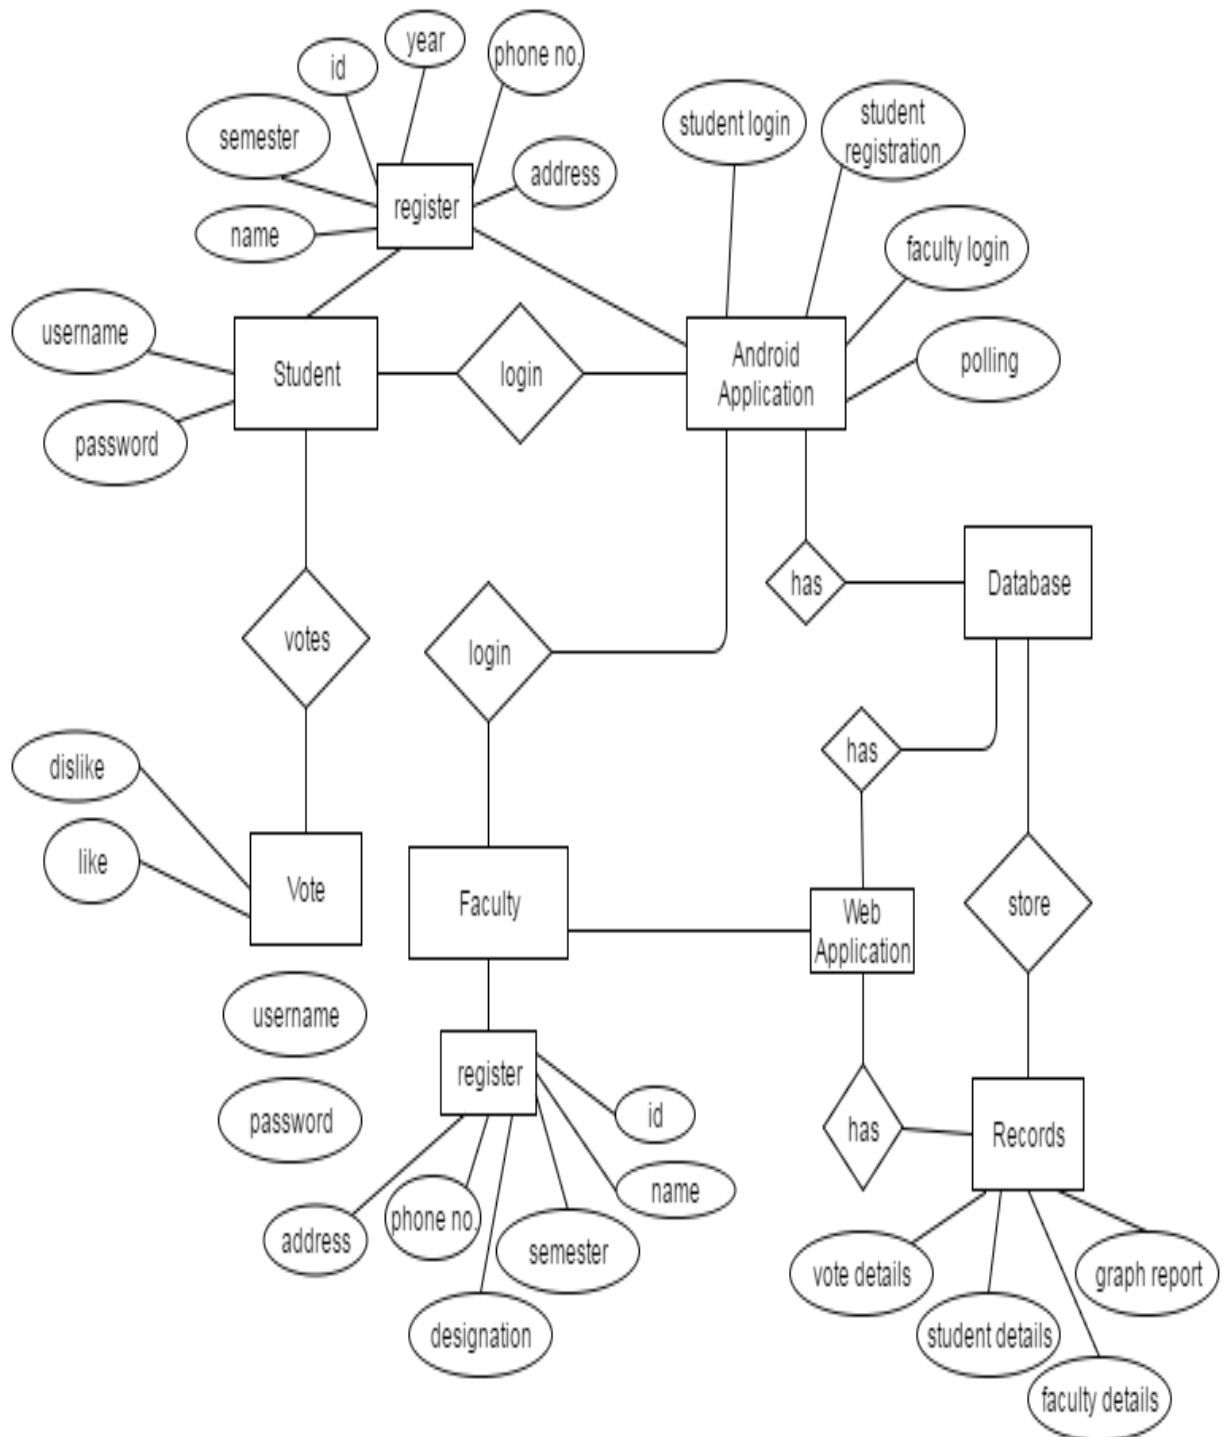 year
phone no.
id
student login
student
registration
semester
address
register
name
faculty login
username
Student
login
Android
Application
polling
password
has
Database
votes
login
has
dislike
like
Vote
Faculty
Web
Application
store
username
register
password
id
has
Records
name
address
phone no.
semester
vote details
graph report
designation
student details
faculty details